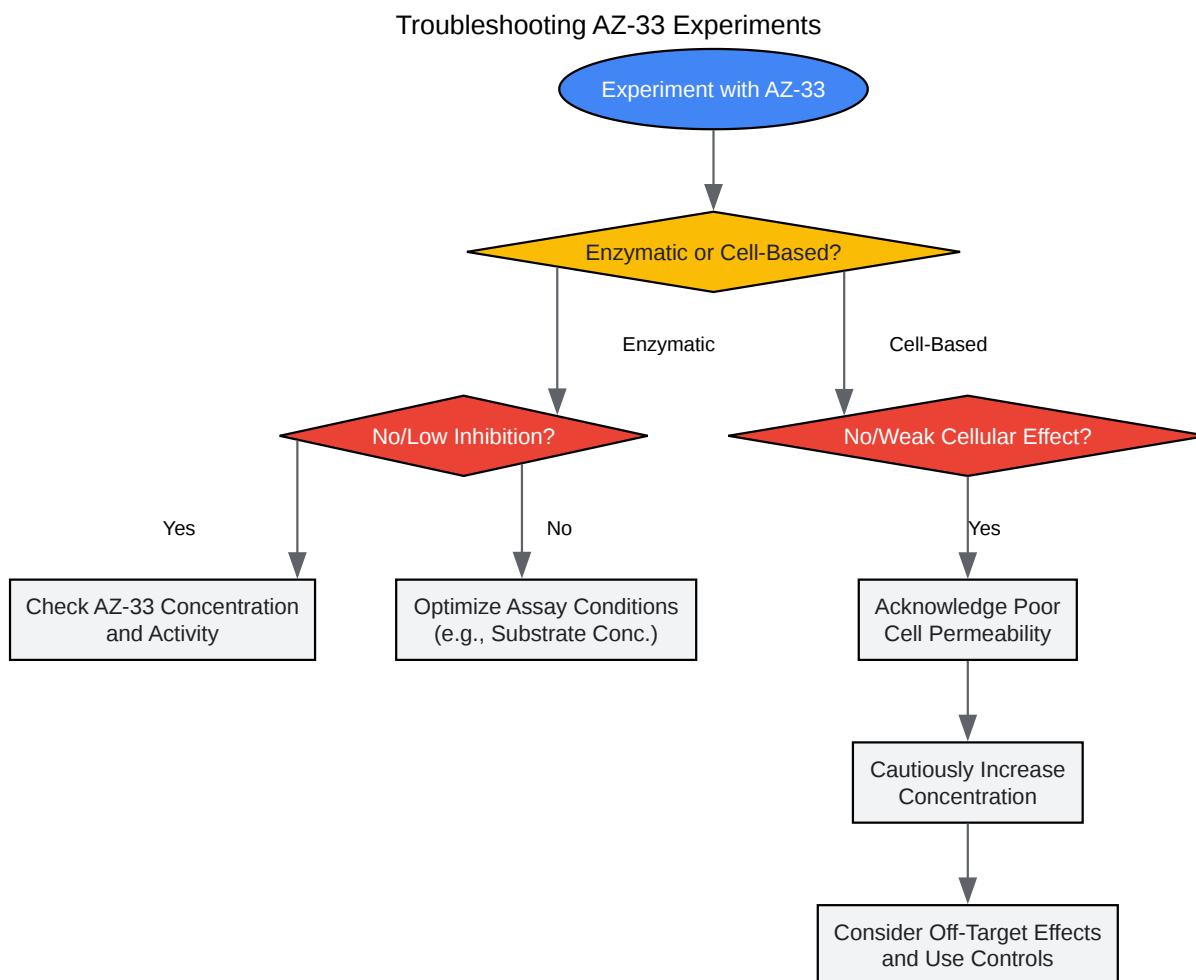 Troubleshooting AZ-33 Experiments
Experiment with AZ-33
Enzymatic or Cell-Based?
Enzymatic
Cell-Based
No/Low Inhibition?
No/Weak Cellular Effect?
Yes
No
Yes
Check AZ-33 Concentration
and Activity
Optimize Assay Conditions
(e.g., Substrate Conc.)
Acknowledge Poor
Cell Permeability
Cautiously Increase
Concentration
Consider Off-Target Effects
and Use Controls